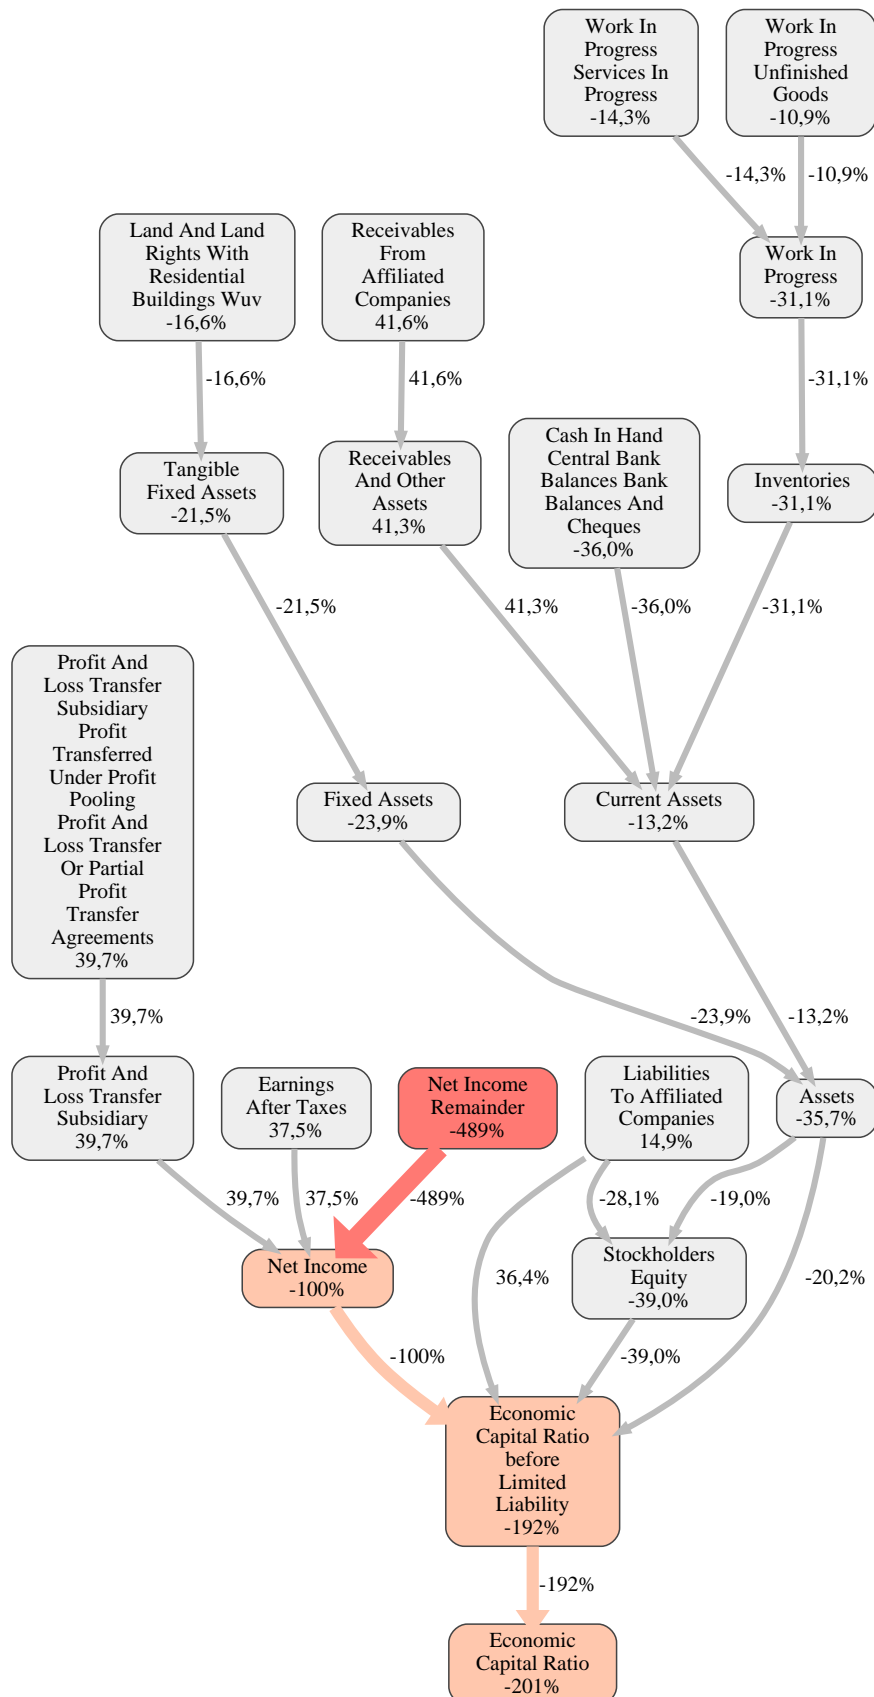 Work In
Progress
Services In
Progress
-14,3%
Work In
Progress
Unfinished
Goods
-10,9%
-14,3%
-10,9%
Land And Land
Rights With
Residential
Buildings Wuv
-16,6%
Receivables
From
Affiliated
Companies
41,6%
Work In
Progress
-31,1%
-16,6%
41,6%
-31,1%
Tangible
Fixed Assets
-21,5%
Receivables
And Other
Assets
41,3%
Cash In Hand
Central Bank
Balances Bank
Balances And
Cheques
-36,0%
Inventories
-31,1%
-21,5%
41,3%
-36,0%
-31,1%
Profit And
Loss Transfer
Subsidiary
Profit
Transferred
Under Profit
Pooling
Profit And
Loss Transfer
Or Partial
Profit
Transfer
Agreements
39,7%
Fixed Assets
-23,9%
Current Assets
-13,2%
39,7%
-23,9%
-13,2%
Profit And
Loss Transfer
Subsidiary
39,7%
Earnings
After Taxes
37,5%
Net Income
Remainder
-489%
Liabilities
To Affiliated
Companies
14,9%
Assets
-35,7%
39,7%
37,5%
-489%
-28,1%
-19,0%
Net Income
-100%
36,4%
Stockholders
Equity
-39,0%
-20,2%
-100%
-39,0%
Economic
Capital Ratio
before
Limited
Liability
-192%
-192%
Economic
Capital Ratio
-201%